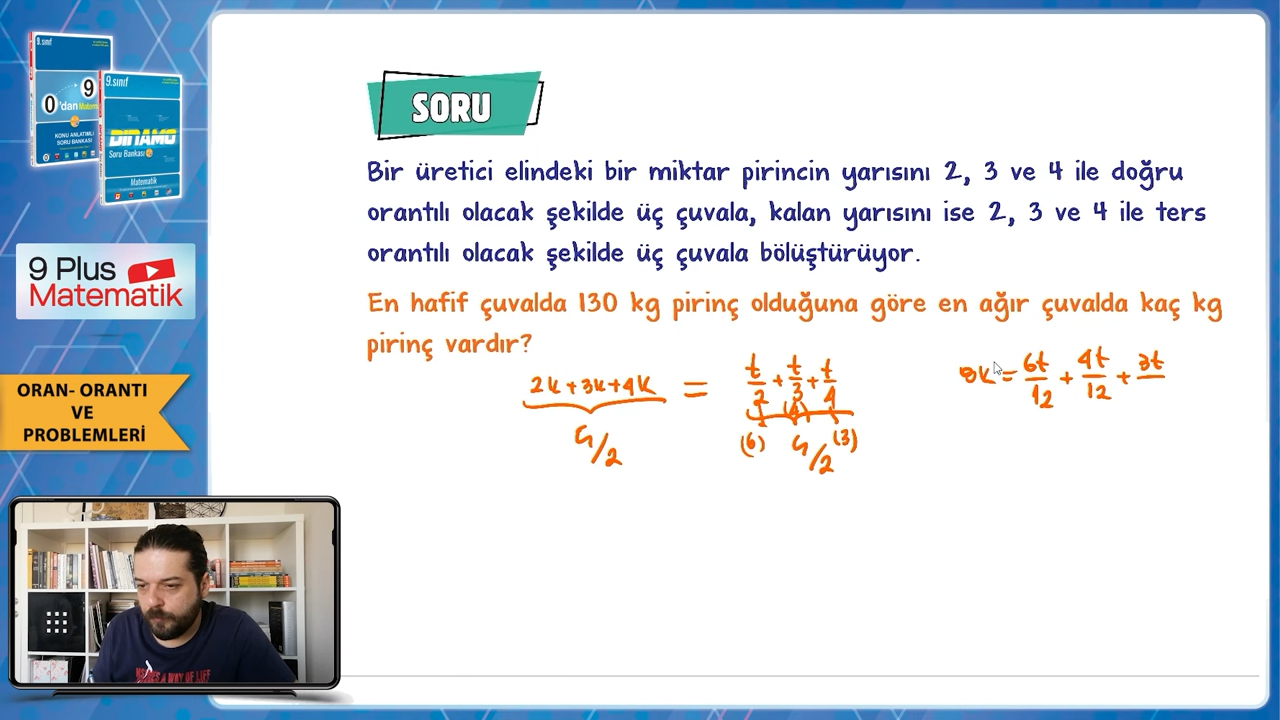 9.sınıf
0'dan 9 Matem
KONU ANLATIMLI
SORU BANKASI
9.sınıf
DİNAMO
Soru Bankası
Matematik
9 Plus
Matematik
ORAN- ORANTI
VE
PROBLEMLERİ
SORU
Bir üretici elindeki bir miktar pirincin yarısını 2, 3 ve 4 ile doğru
orantılı olacak şekilde üç çuvala, kalan yarısını ise 2, 3 ve 4 ile ters
orantılı olacak şekilde üç çuvala bölüştürüyor.
En hafif çuvalda 130 kg pirinç olduğuna göre en ağır çuvalda kaç kg
pirinç vardır?
2k+3k+4k = t/2 + t/3 + t/4
(6) (4) (3)
Ç/2 Ç/2
9k = 6t/12 + 4t/12 + 3t